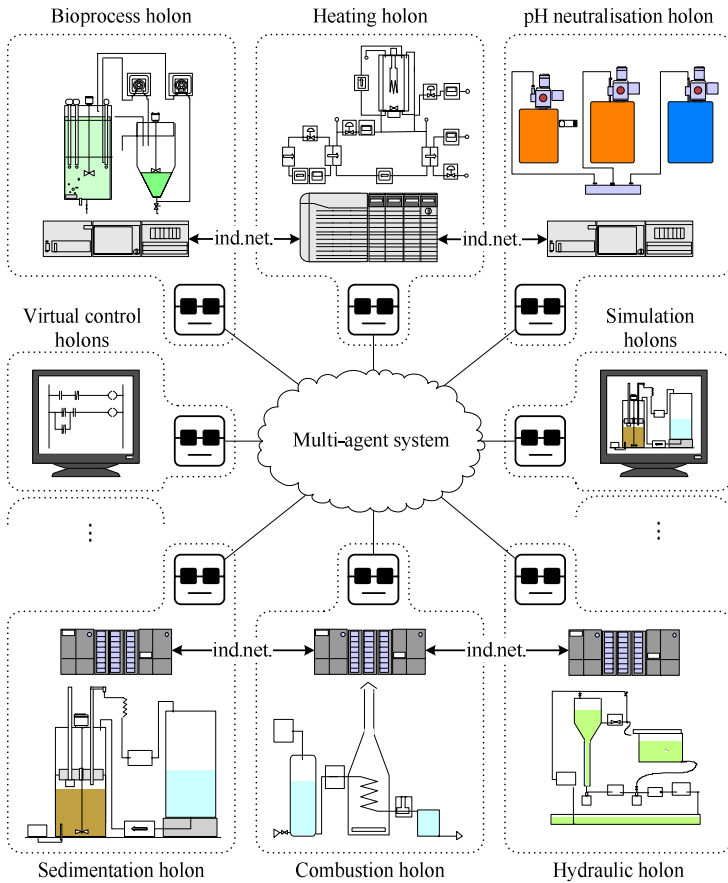 Bioprocess holon
Heating holon
pH neutralisation holon
ind.net.
ind.net.
Virtual control
holons
Simulation
holons
Multi-agent system
ind.net.
ind.net.
Sedimentation holon
Combustion holon
Hydraulic holon